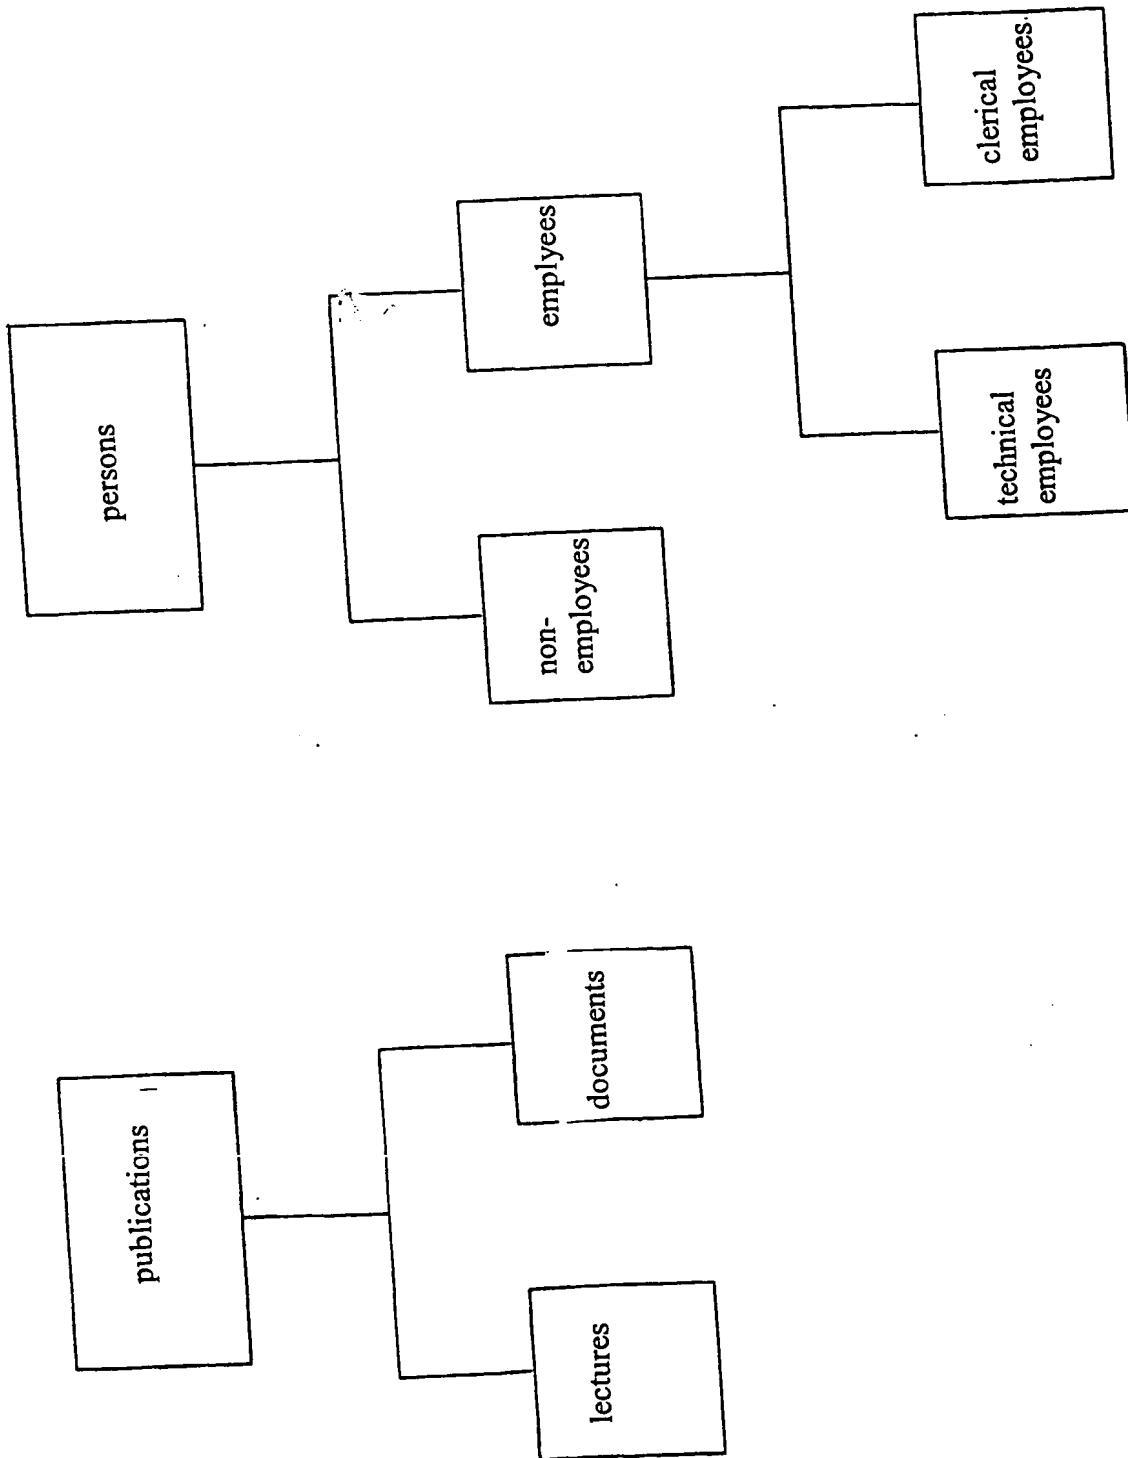 publications
persons
lectures
documents
non-
employees
emplyees
technical
employees
clerical
employees.